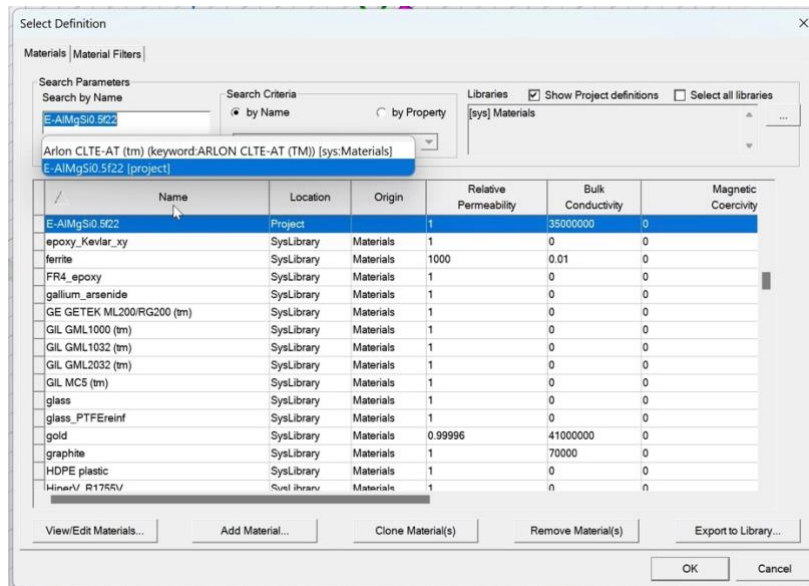 Select Definition
Materials Material Filters
Search Parameters
Search by Name
E-AlMgSi0.5f22
Search Criteria
by Name by Property
Libraries Show Project definitions Select all libraries
[sys] Materials
...
Arlon CLTE-AT (tm) (keyword:ARLON CLTE-AT (TM)) [sys:Materials]
E-AlMgSi0.5f22 [project]
Name Location Origin Relative Permeability Bulk Conductivity Magnetic Coercivity
E-AlMgSi0.5f22 Project 1 35000000 0
epoxy_Kevlar_xy SysLibrary Materials 1 0 0
ferrite SysLibrary Materials 1000 0.01 0
FR4_epoxy SysLibrary Materials 1 0 0
gallium_arsenide SysLibrary Materials 1 0 0
GE GETEK ML200/RG200 (tm) SysLibrary Materials 1 0 0
GIL GML1000 (tm) SysLibrary Materials 1 0 0
GIL GML1032 (tm) SysLibrary Materials 1 0 0
GIL GML2032 (tm) SysLibrary Materials 1 0 0
GIL MC5 (tm) SysLibrary Materials 1 0 0
glass SysLibrary Materials 1 0 0
glass_PTFEreinf SysLibrary Materials 1 0 0
gold SysLibrary Materials 0.99996 41000000 0
graphite SysLibrary Materials 1 70000 0
HDPE plastic SysLibrary Materials 1 0 0
HiperV_R1755V SysLibrary Materials 1 0 0
View/Edit Materials... Add Material... Clone Material(s) Remove Material(s) Export to Library...
OK Cancel